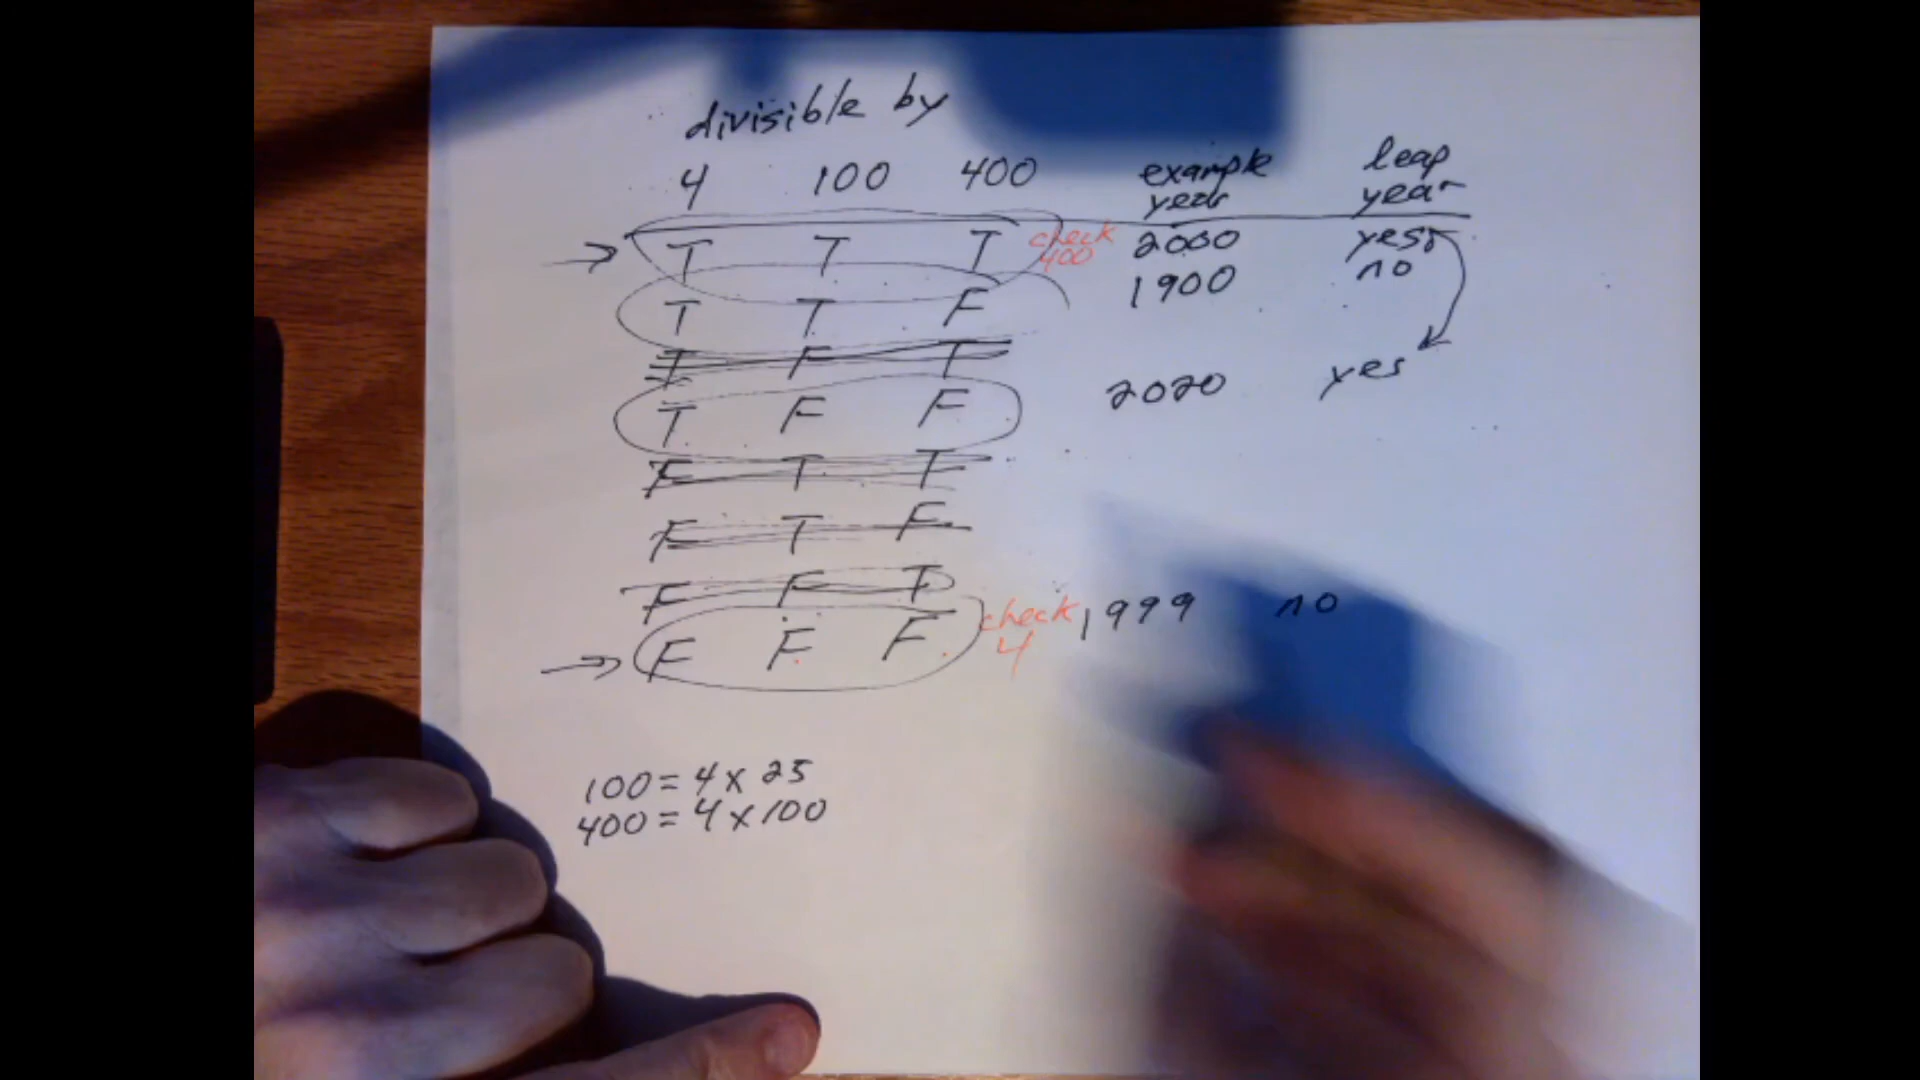 divisible by
4 100 400 example year leap year
T T T check 400 2000 yes
T T F 1900 no
T F T
T F F 2020 yes
F T T
F T F
F F T
F F F check 4 1999 no
100 = 4 x 25
400 = 4 x 100